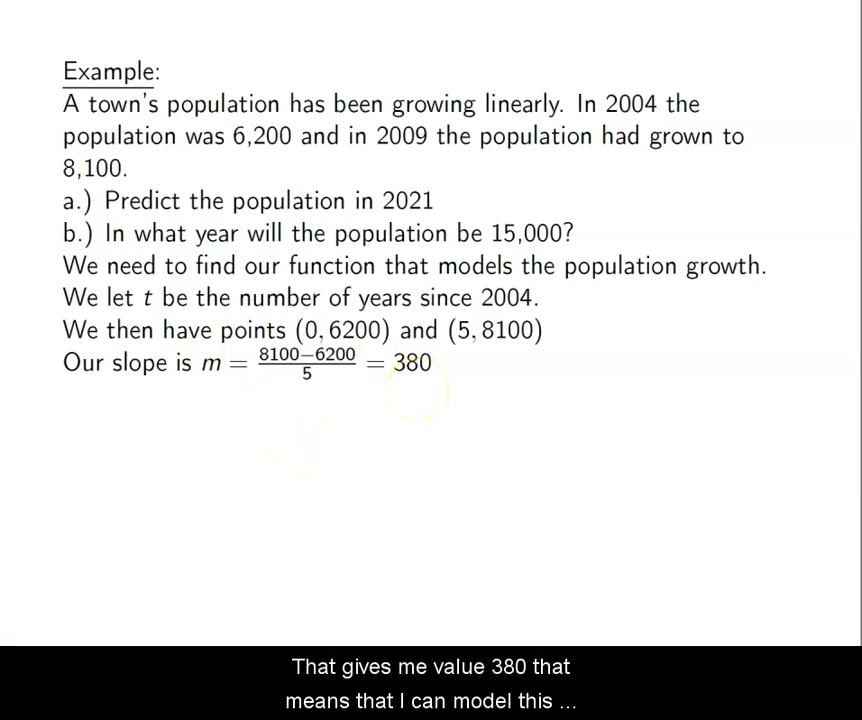 Example:
A town's population has been growing linearly. In 2004 the
population was 6,200 and in 2009 the population had grown to
8,100.
a.) Predict the population in 2021
b.) In what year will the population be 15,000?
We need to find our function that models the population growth.
We let t be the number of years since 2004.
We then have points (0, 6200) and (5, 8100)
Our slope is m = \frac{8100−6200}{5} = 380
That gives me value 380 that
means that I can model this ...